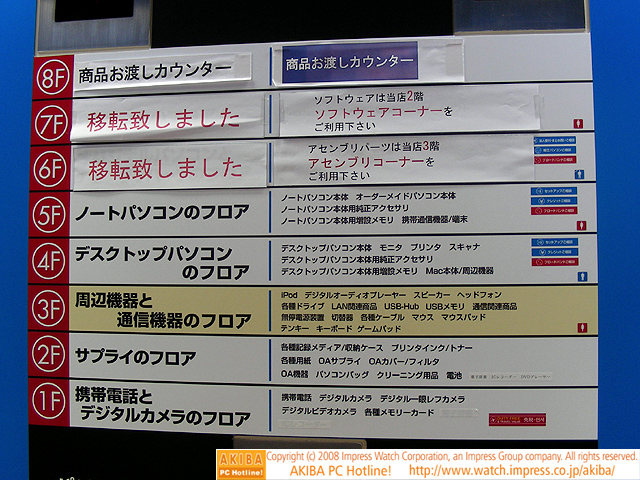 8F 商品お渡しカウンター 商品お渡しカウンター
7F 移転致しました
ソフトウェアは当店2階
ソフトウェアコーナーを
ご利用下さい
6F 移転致しました
アセンブリパーツは当店3階
アセンブリコーナーを
ご利用下さい
5F ノートパソコンのフロア
ノートパソコン本体 オーダーメイドパソコン本体
ノートパソコン本体用純正アクセサリ
ノートパソコン本体用増設メモリ 携帯通信機器/端末
4F デスクトップパソコン
のフロア
デスクトップパソコン本体 モニタ プリンタ スキャナ
デスクトップパソコン本体用純正アクセサリ
デスクトップパソコン本体用増設メモリ Mac本体/周辺機器
3F 周辺機器と
通信機器のフロア
iPod デジタルオーディオプレーヤー スピーカー ヘッドフォン
各種ドライブ LAN関連商品 USB-Hub USBメモリ 通信関連商品
無停電源装置 切替器 各種ケーブル マウス マウスパッド
テンキー キーボード ゲームパッド
2F サプライのフロア
各種記録メディア/収納ケース プリンタインク/トナー
各種用紙 OAサプライ OAカバー/フィルタ
OA機器 パソコンバッグ クリーニング用品 電池
1F 携帯電話と
デジタルカメラのフロア
携帯電話 デジタルカメラ デジタル一眼レフカメラ
デジタルビデオカメラ 各種メモリーカード
AKIBA
PC Hotline!
Copyright (c) 2008 Impress Watch Corporation, an Impress Group company. All rights reserved.
AKIBA PC Hotline! http://www.watch.impress.co.jp/akiba/